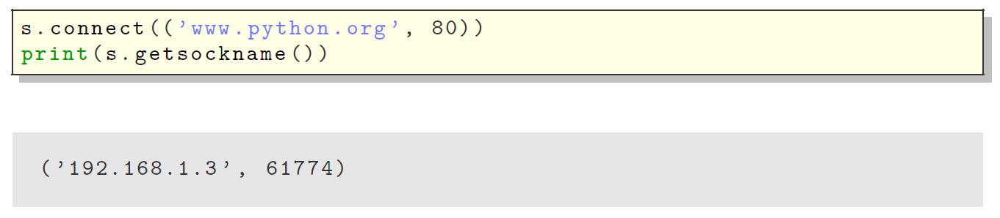 s.connect(('www.python.org', 80))
print(s.getsockname())
('192.168.1.3', 61774)